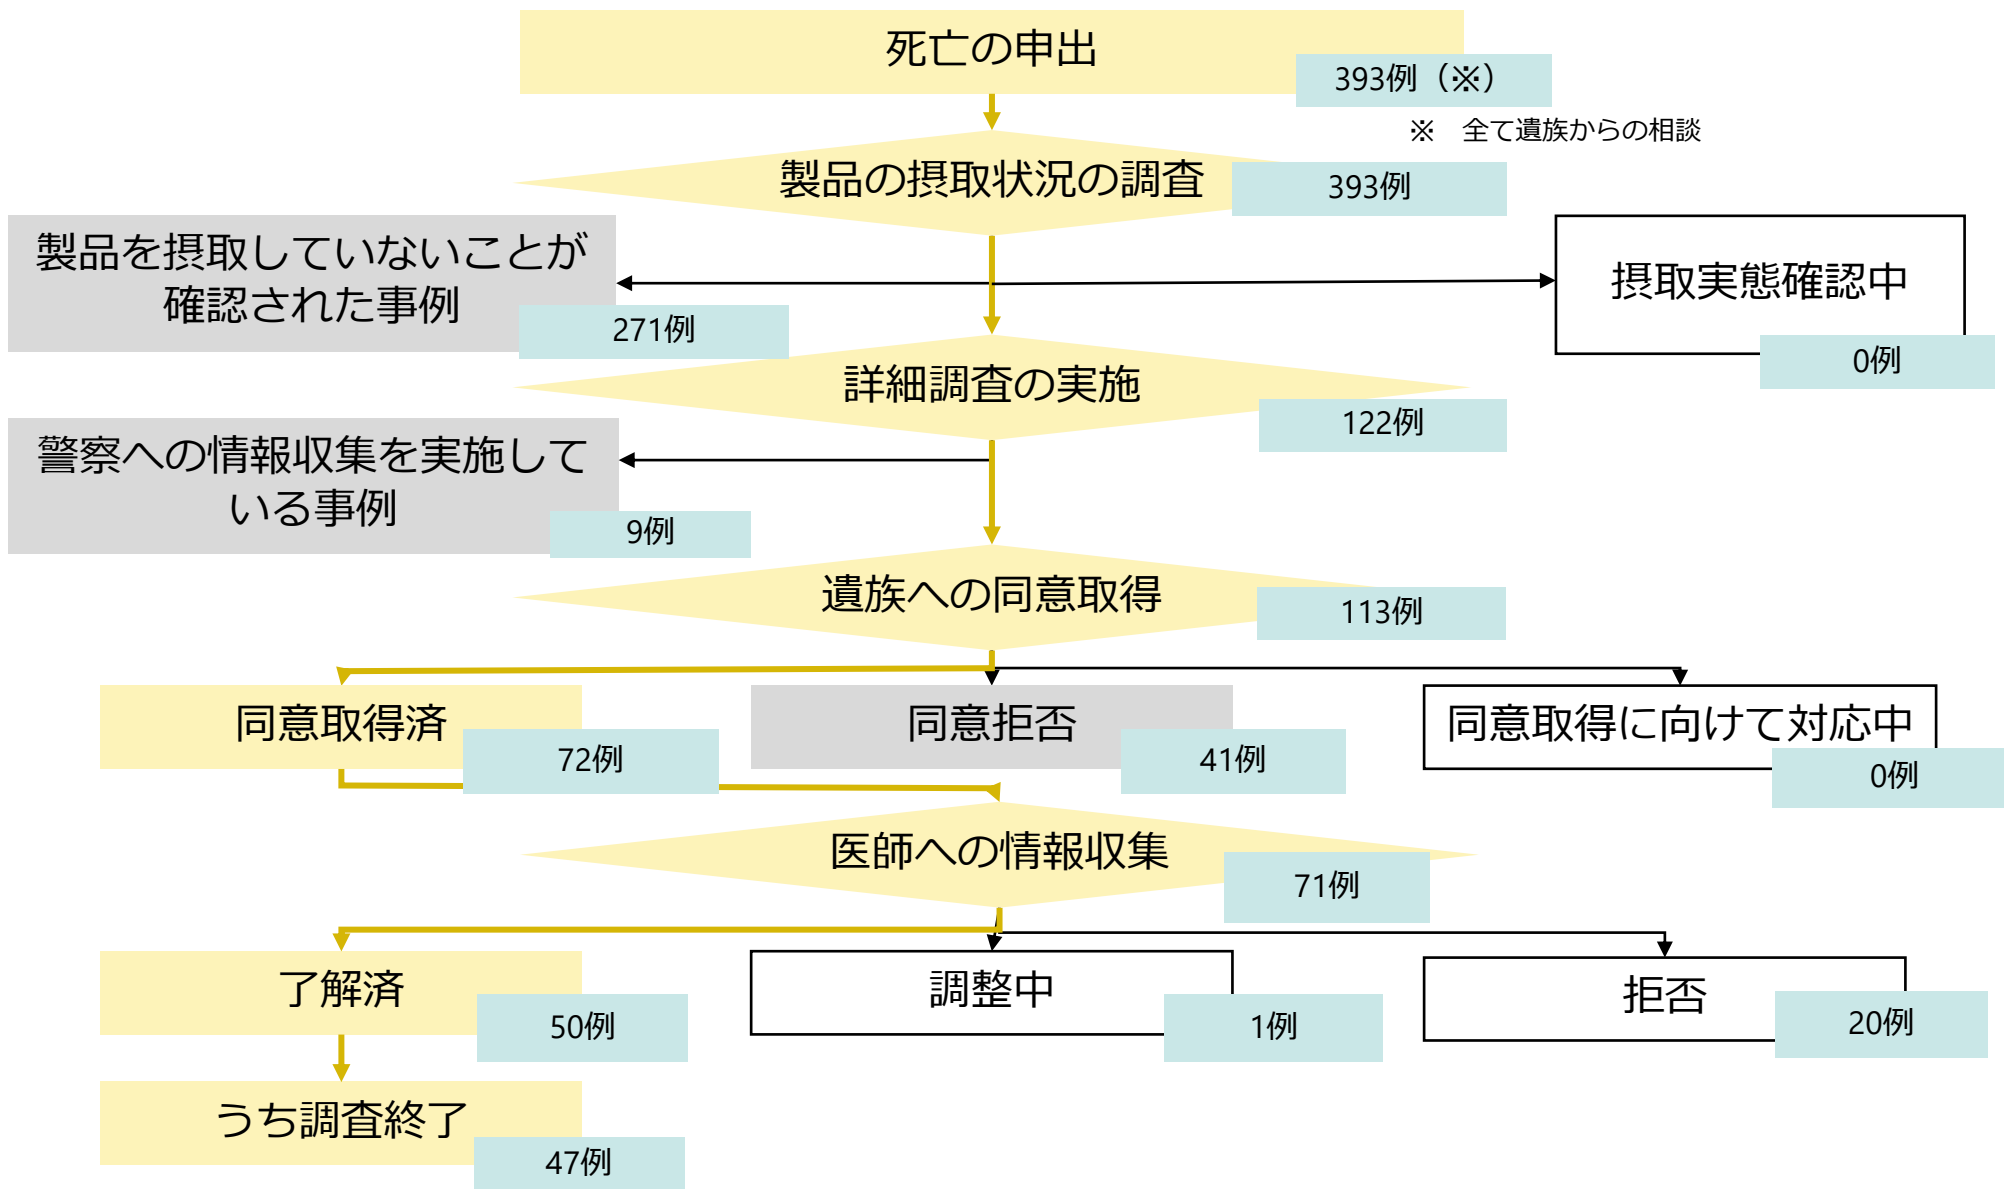 死亡の申出
393例（※）
※　全て遺族からの相談
製品の摂取状況の調査
393例
製品を摂取していないことが
確認された事例
271例
摂取実態確認中
0例
詳細調査の実施
122例
警察への情報収集を実施して
いる事例
9例
遺族への同意取得
113例
同意取得済
72例
同意拒否
41例
同意取得に向けて対応中
0例
医師への情報収集
71例
了解済
50例
調整中
1例
拒否
20例
うち調査終了
47例